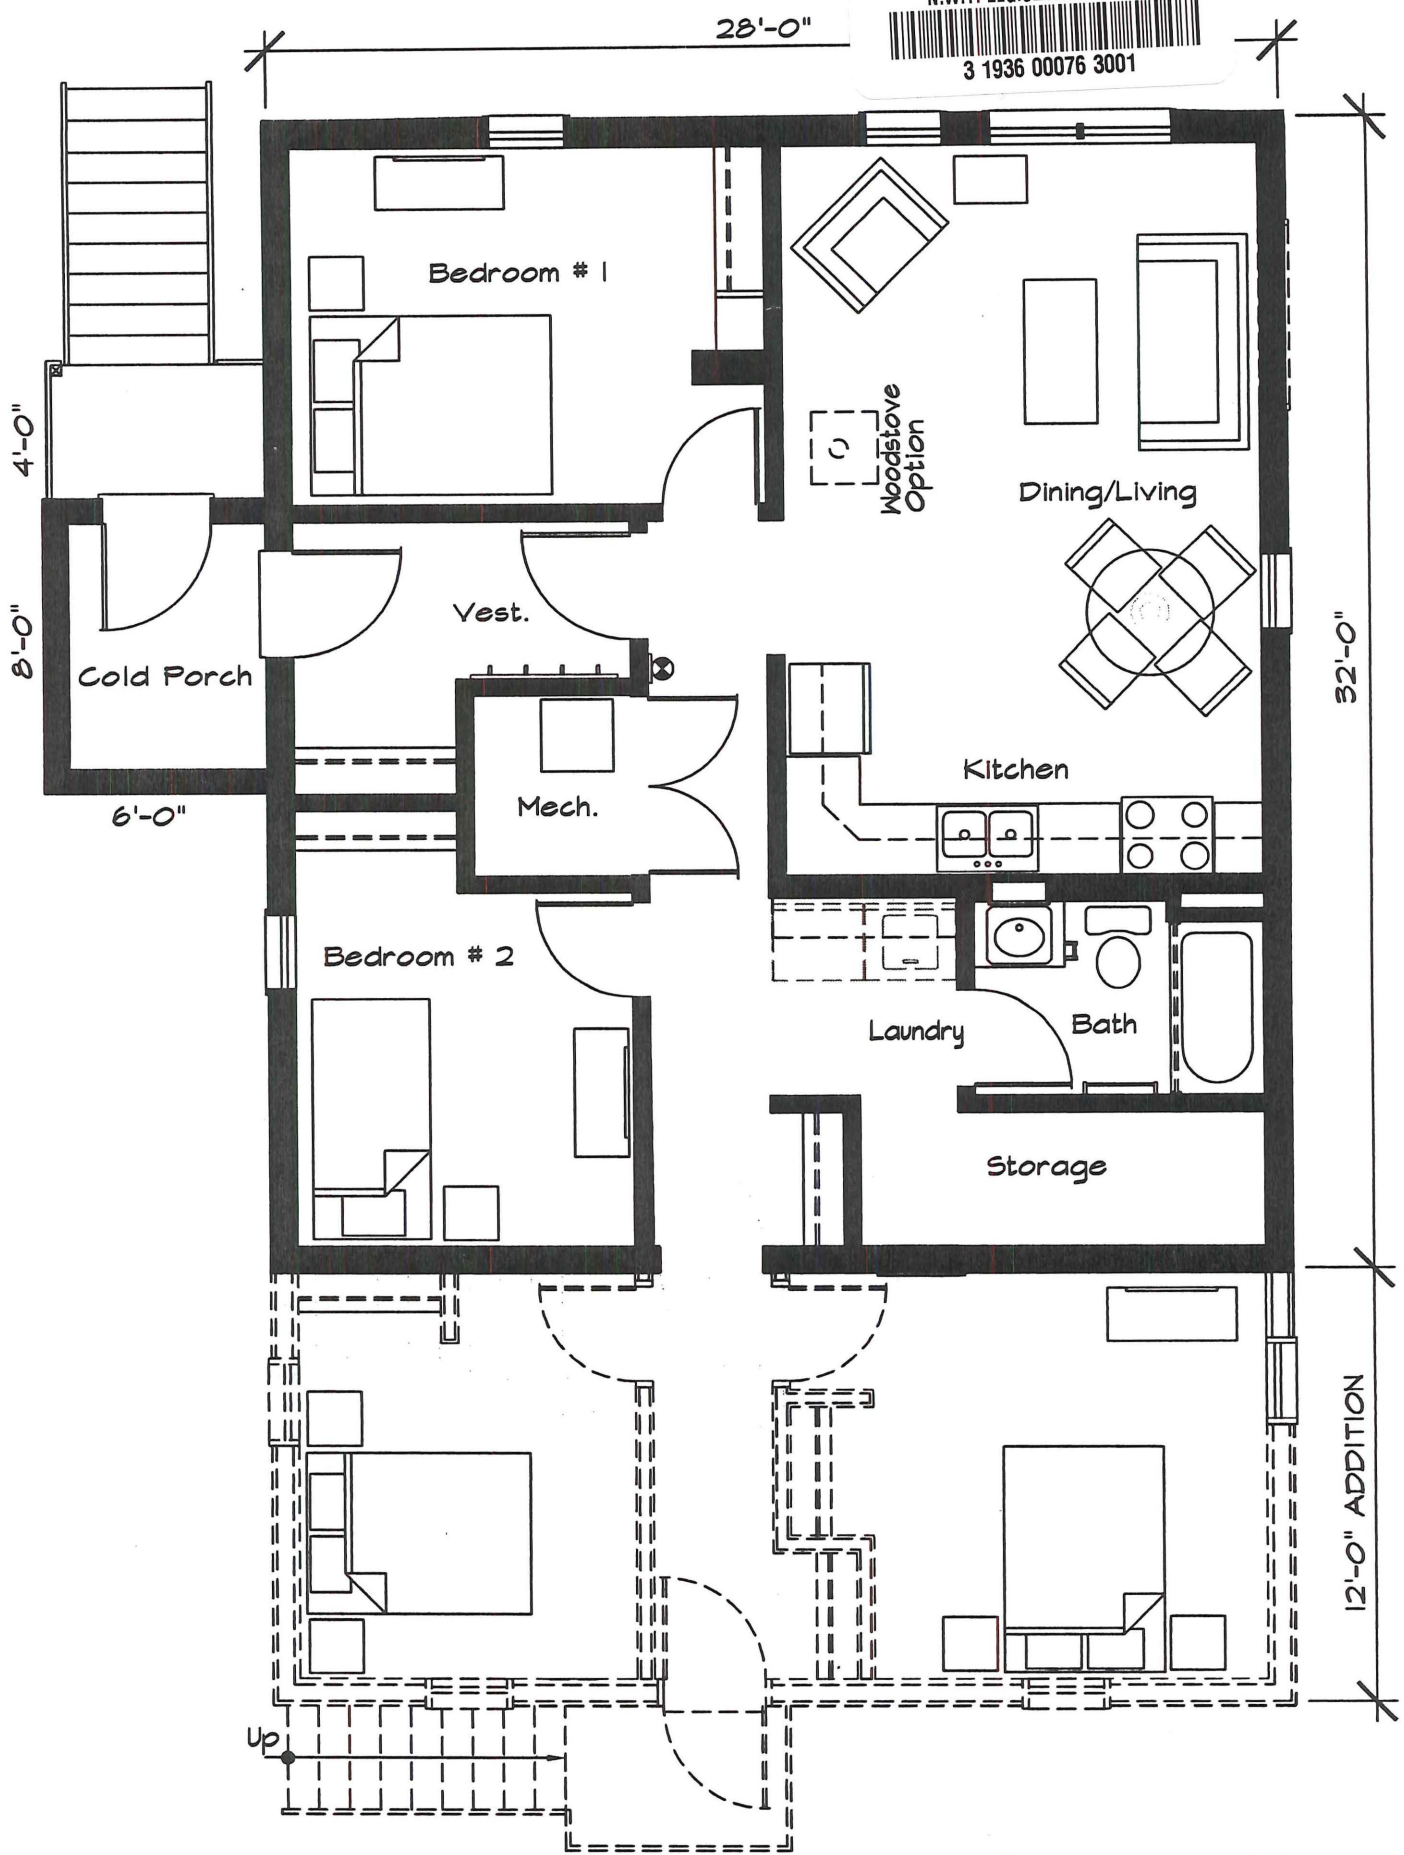 28'-0"
3 1936 00076 3001
Bedroom # 1
4'-0"
Woodstove
Option
Dining/Living
8'-0"
Vest.
Cold Porch
32'-0"
Kitchen
Mech.
6'-0"
Bedroom # 2
Laundry
Bath
Storage
12'-0" ADDITION
Up